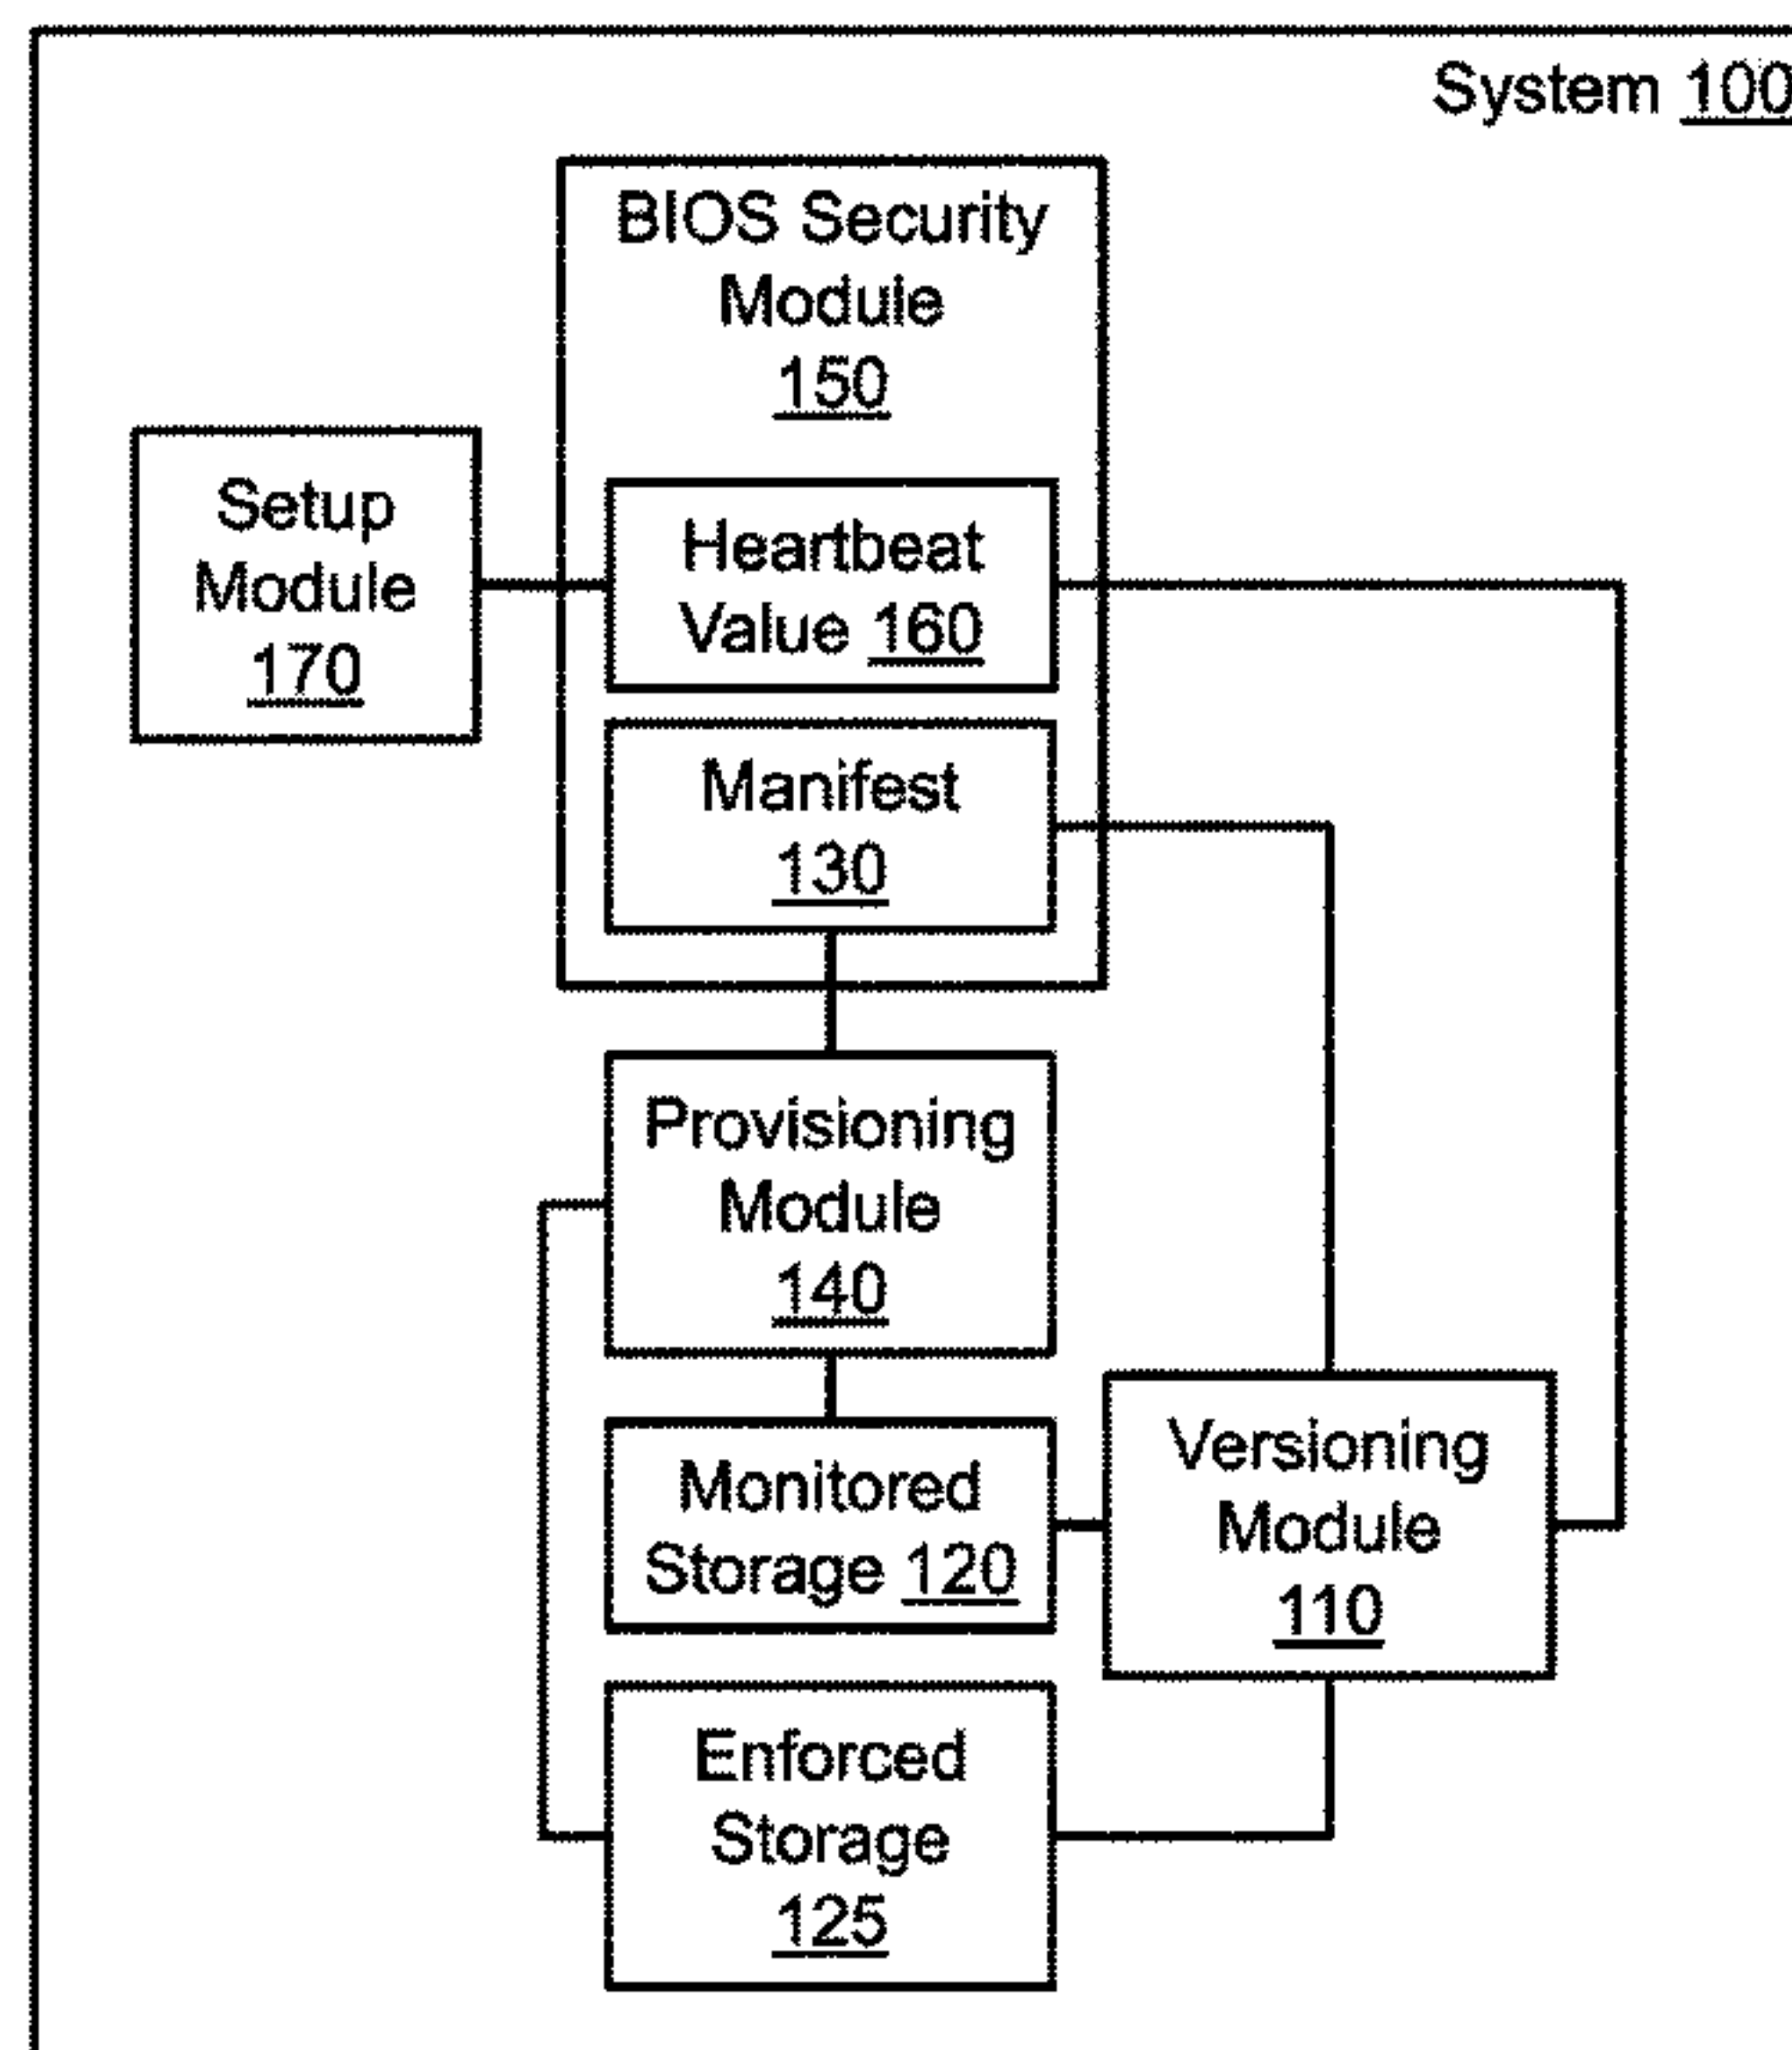 System 100
BIOS Security
Module
150
Setup
Module
170
Heartbeat
Value 160
Manifest
130
Provisioning
Module
140
Monitored
Storage 120
Versioning
Module
110
Enforced
Storage
125